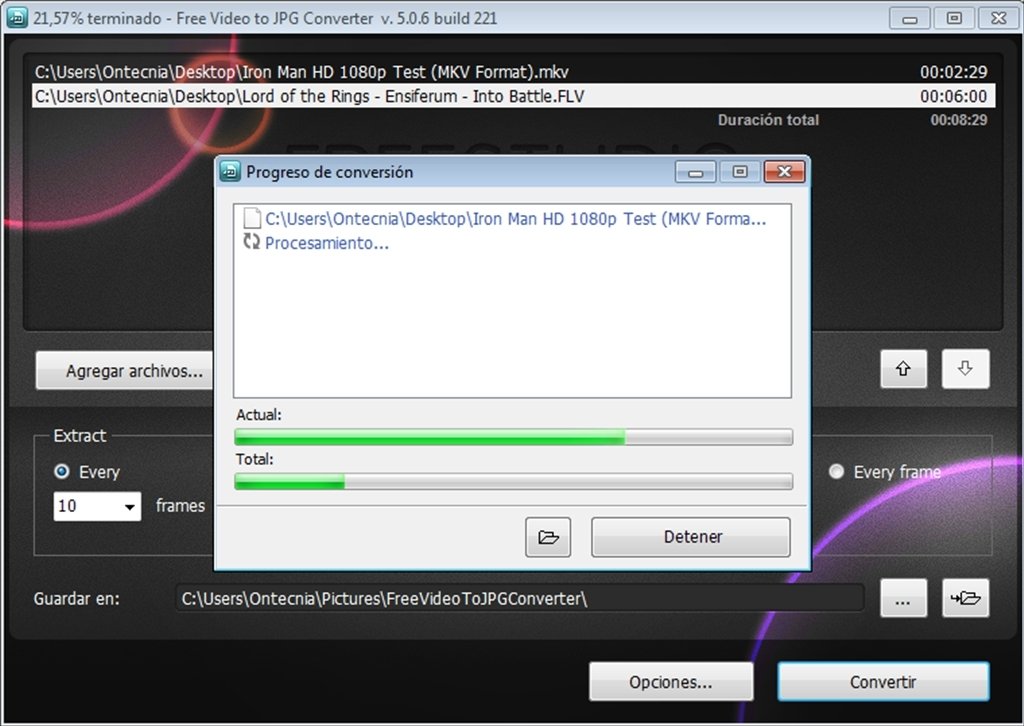 21,57% terminado - Free Video to JPG Converter v. 5.0.6 build 221
C:\Users\Ontecnia\Desktop\Iron Man HD 1080p Test (MKV Format).mkv 00:02:29
C:\Users\Ontecnia\Desktop\Lord of the Rings - Ensiferum - Into Battle.FLV 00:06:00
Duración total 00:08:29
Progreso de conversión
C:\Users\Ontecnia\Desktop\Iron Man HD 1080p Test (MKV Forma...
Procesamiento...
Agregar archivos...
Actual:
Total:
Extract
Every
Every frame
10 frames
Detener
Guardar en: C:\Users\Ontecnia\Pictures\FreeVideoToJPGConverter\ ...
Opciones... Convertir